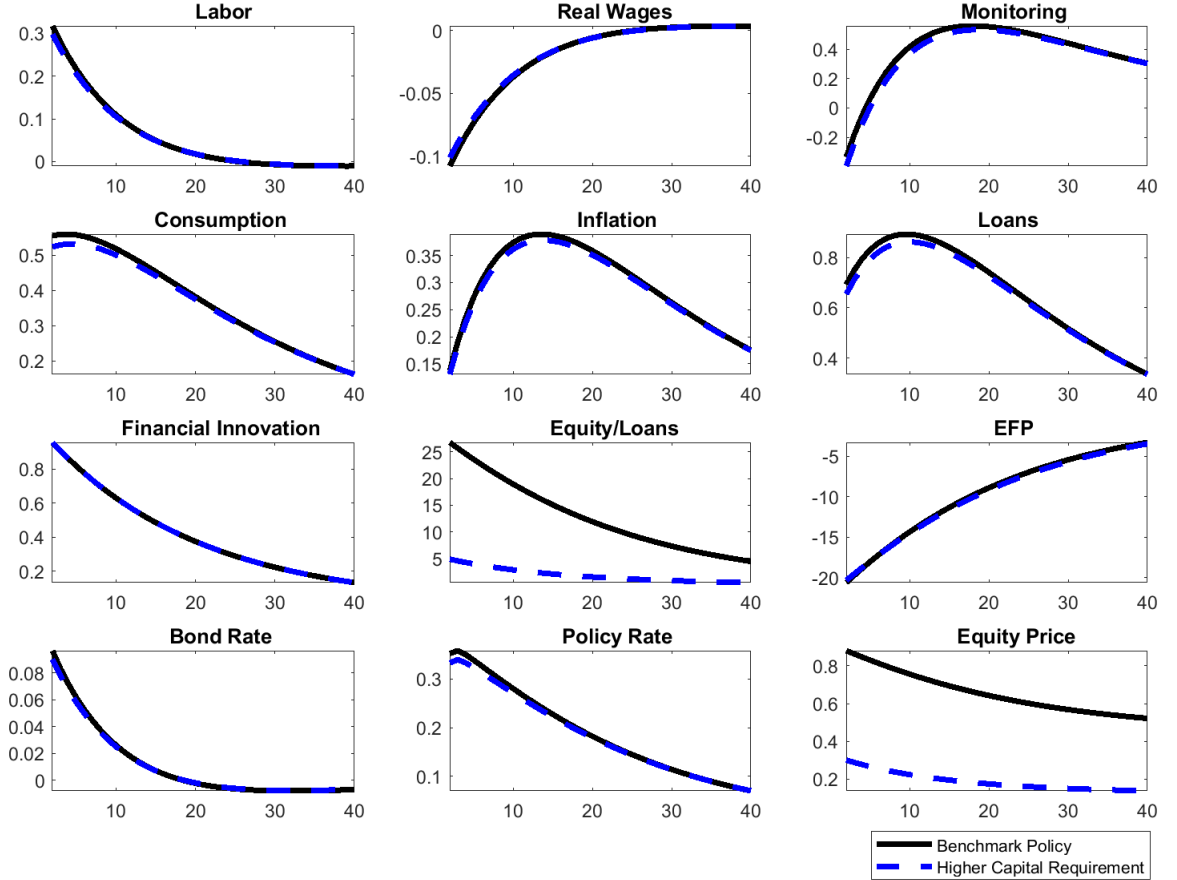 Labor
Real Wages
Monitoring
0.3
0.2
0.1
0
10 20 30 40
0
-0.05
-0.1
10 20 30 40
0.4
0.2
0
-0.2
10 20 30 40
Consumption
Inflation
Loans
0.5
0.4
0.3
0.2
10 20 30 40
0.35
0.3
0.25
0.2
0.15
10 20 30 40
0.8
0.6
0.4
10 20 30 40
Financial Innovation
Equity/Loans
EFP
0.8
0.6
0.4
0.2
10 20 30 40
25
20
15
10
5
10 20 30 40
-5
-10
-15
-20
10 20 30 40
Bond Rate
Policy Rate
Equity Price
0.08
0.06
0.04
0.02
0
10 20 30 40
0.3
0.2
0.1
10 20 30 40
0.8
0.6
0.4
0.2
10 20 30 40
Benchmark Policy
Higher Capital Requirement